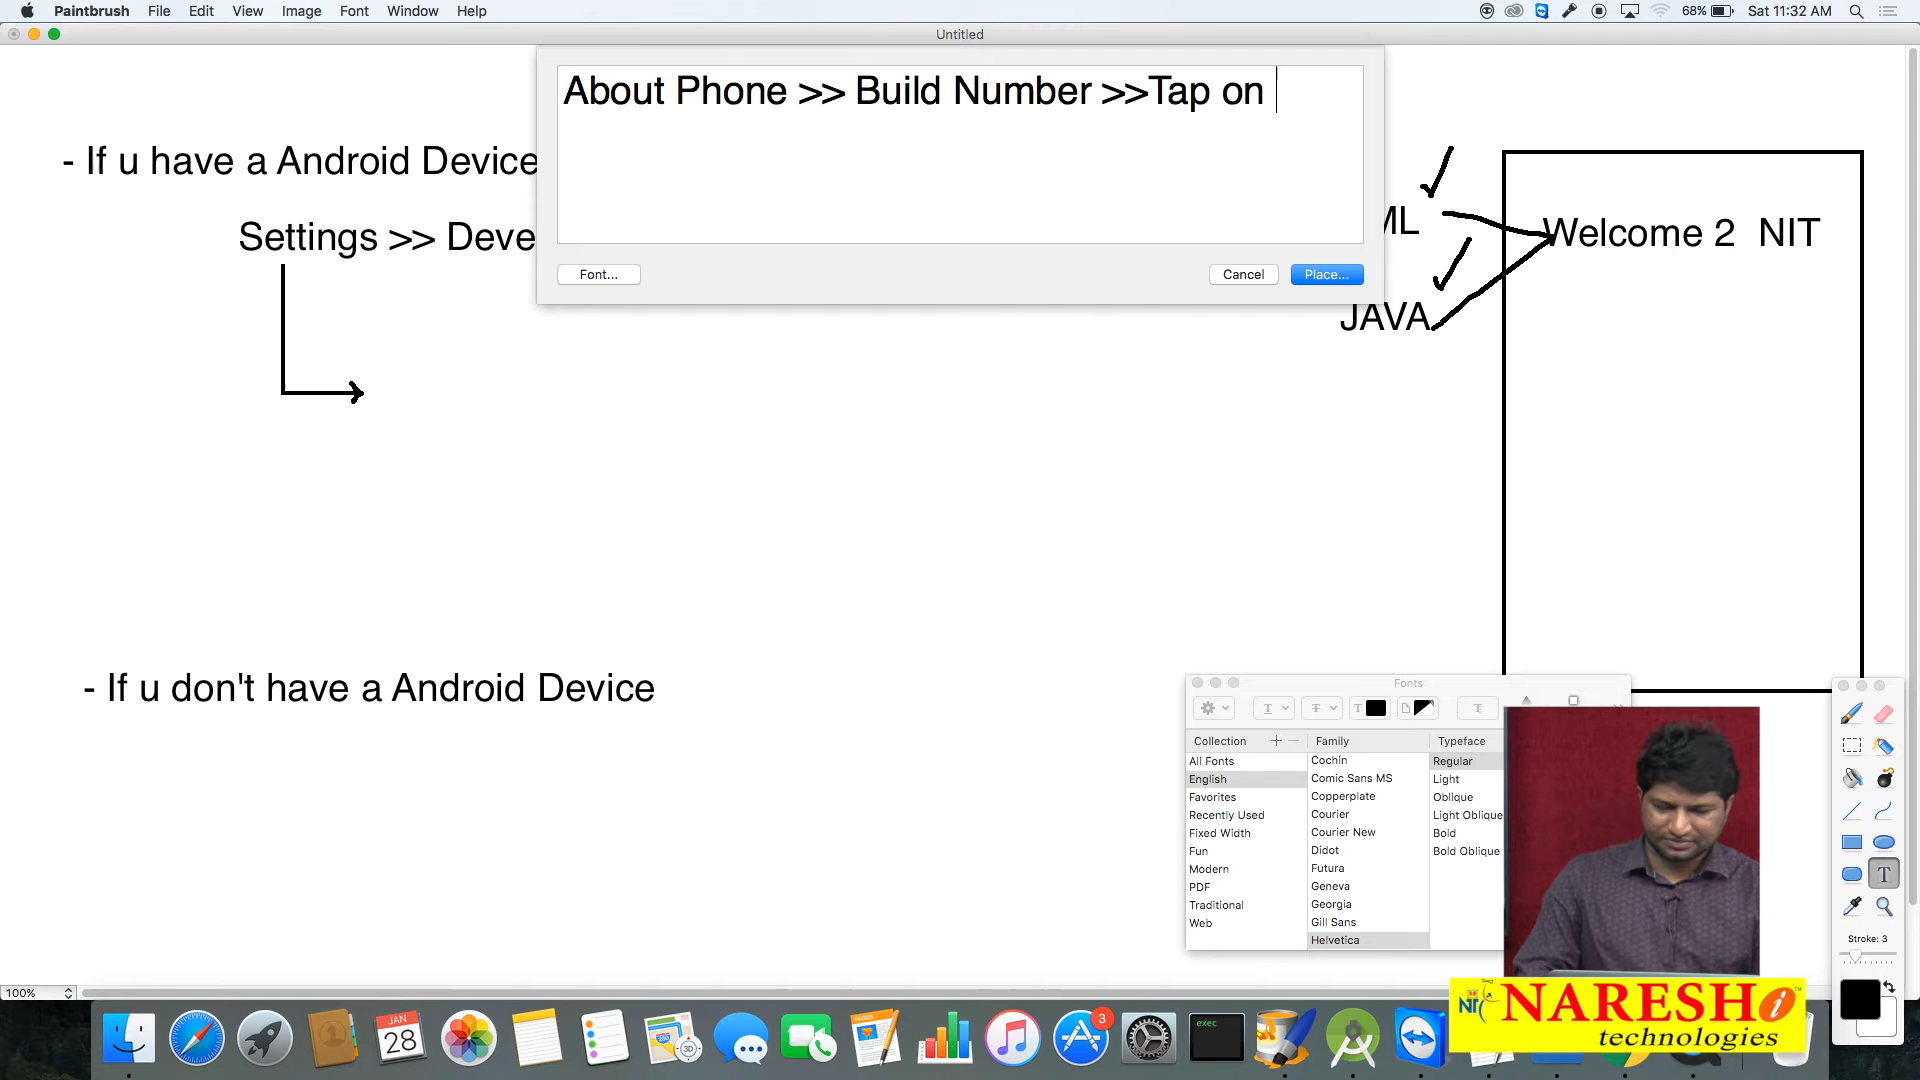 Paintbrush File Edit View Image Font Window Help
68% Sat 11:32 AM
Untitled
About Phone >> Build Number >>Tap on
- If u have a Android Device
Settings >> Deve
Font... Cancel Place...
ML
JAVA
Welcome 2 NIT
- If u don't have a Android Device
Fonts
Collection Family Typeface
All Fonts
English
Favorites
Recently Used
Fixed Width
Fun
Modern
PDF
Traditional
Web
Cochin
Comic Sans MS
Copperplate
Courier
Courier New
Didot
Futura
Geneva
Georgia
Gill Sans
Helvetica
Regular
Light
Oblique
Light Oblique
Bold
Bold Oblique
Stroke: 3
100%
JAN
28
3
exec
PAGES
NARESH i
technologies